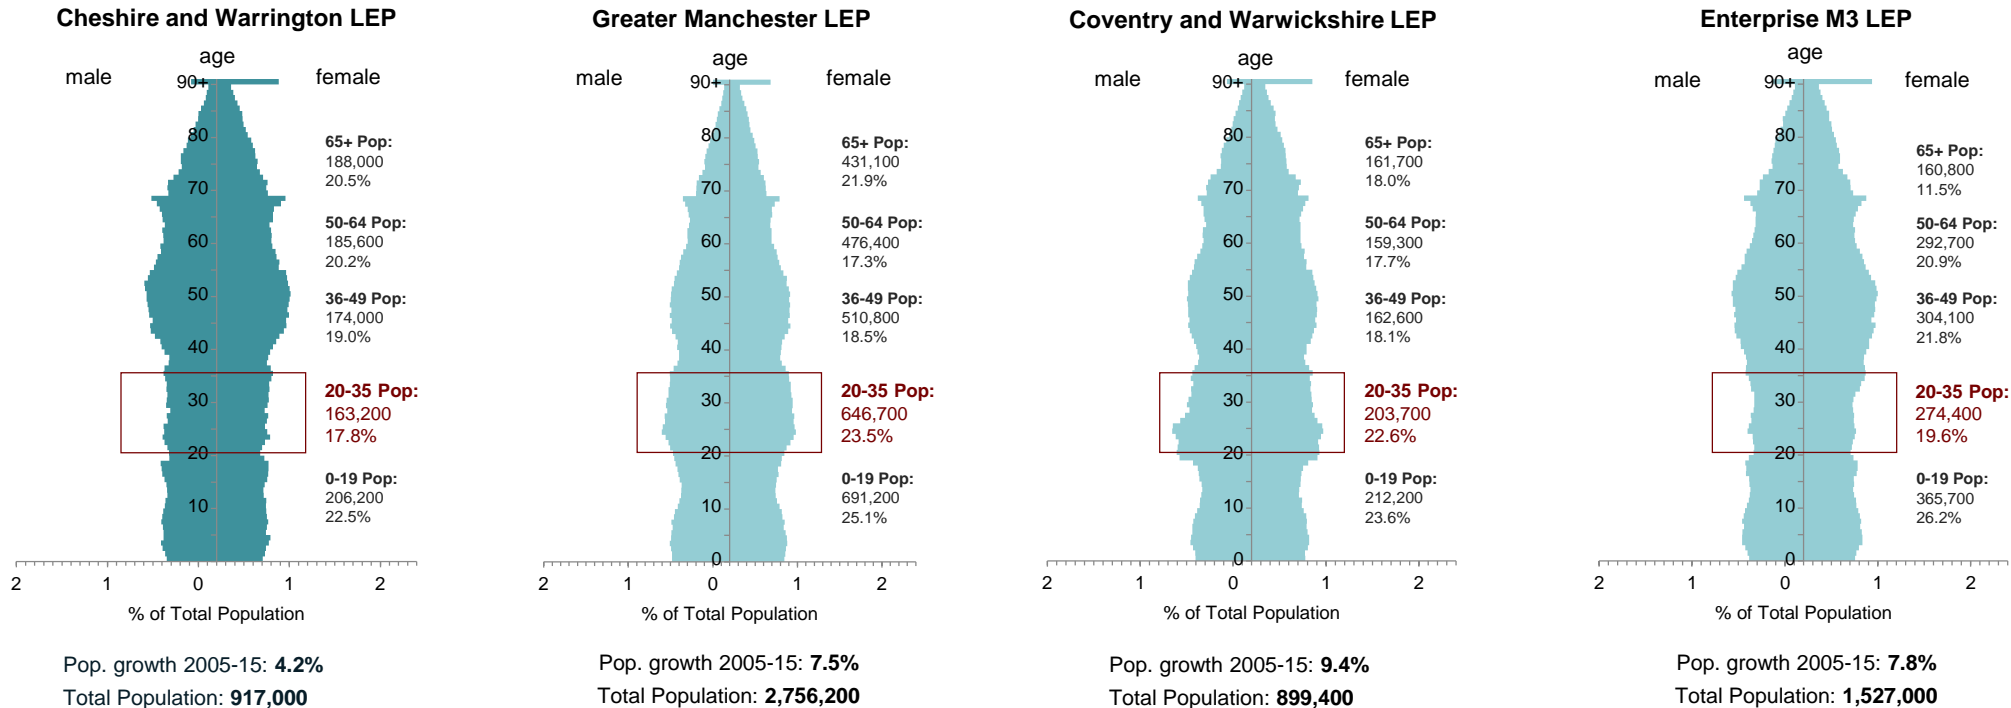 Cheshire and Warrington LEP
age
male
female
90+
80
70
60
50
40
30
20
10
65+ Pop:
188,000
20.5%
50-64 Pop:
185,600
20.2%
36-49 Pop:
174,000
19.0%
20-35 Pop:
163,200
17.8%
0-19 Pop:
206,200
22.5%
2 1 0 1 2
% of Total Population
Pop. growth 2005-15: 4.2%
Total Population: 917,000
Greater Manchester LEP
age
male
female
90+
80
70
60
50
40
30
20
10
0
65+ Pop:
431,100
21.9%
50-64 Pop:
476,400
17.3%
36-49 Pop:
510,800
18.5%
20-35 Pop:
646,700
23.5%
0-19 Pop:
691,200
25.1%
2 1 0 1 2
% of Total Population
Pop. growth 2005-15: 7.5%
Total Population: 2,756,200
Coventry and Warwickshire LEP
age
male
female
90+
80
70
60
50
40
30
20
10
0
65+ Pop:
161,700
18.0%
50-64 Pop:
159,300
17.7%
36-49 Pop:
162,600
18.1%
20-35 Pop:
203,700
22.6%
0-19 Pop:
212,200
23.6%
2 1 0 1 2
% of Total Population
Pop. growth 2005-15: 9.4%
Total Population: 899,400
Enterprise M3 LEP
age
male
female
90+
80
70
60
50
40
30
20
10
0
65+ Pop:
160,800
11.5%
50-64 Pop:
292,700
20.9%
36-49 Pop:
304,100
21.8%
20-35 Pop:
274,400
19.6%
0-19 Pop:
365,700
26.2%
2 1 0 1 2
% of Total Population
Pop. growth 2005-15: 7.8%
Total Population: 1,527,000